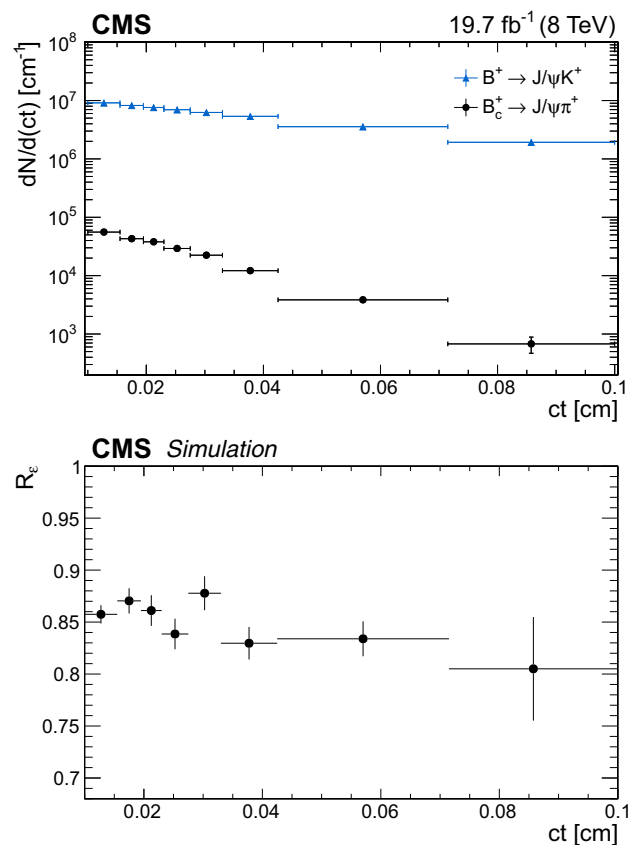 CMS 19.7 fb⁻¹ (8 TeV)
dN/d(ct) [cm⁻¹]
10⁸
10⁷
10⁶
10⁵
10⁴
10³
B⁺ → J/ψK⁺
B_c⁺ → J/ψπ⁺
0.02 0.04 0.06 0.08 0.1
ct [cm]
CMS Simulation
R_ε
1
0.95
0.9
0.85
0.8
0.75
0.7
0.02 0.04 0.06 0.08 0.1
ct [cm]